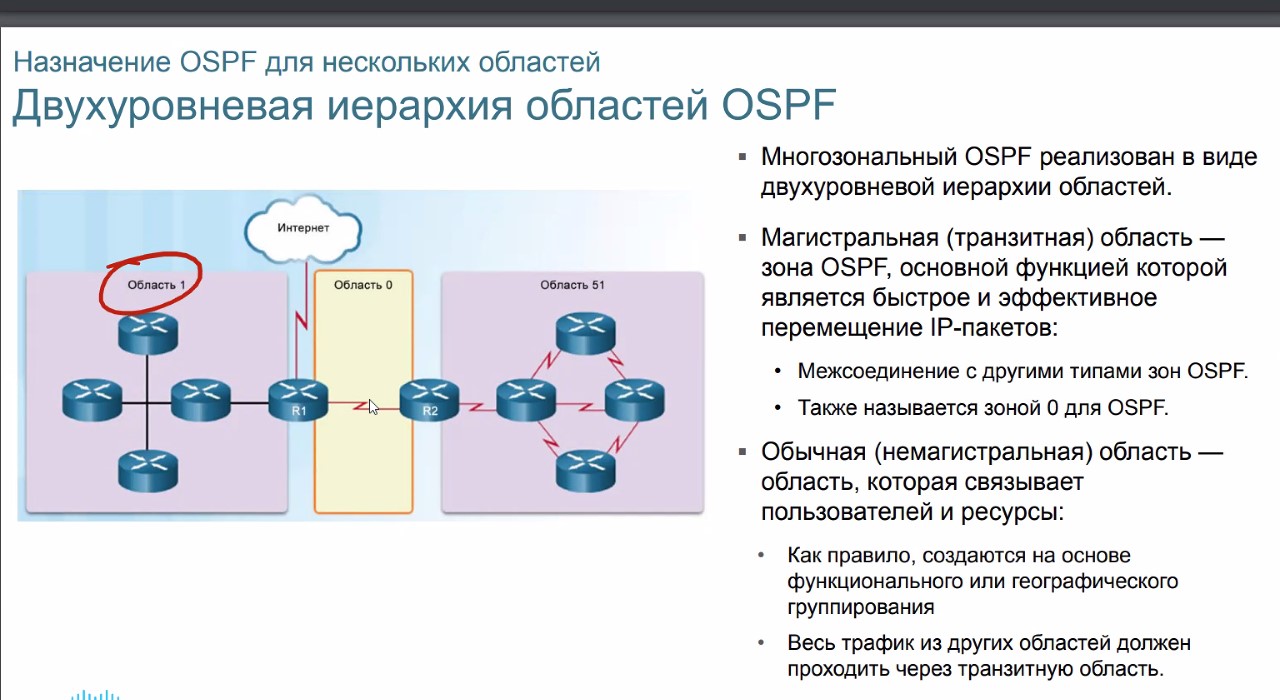 Назначение OSPF для нескольких областей
Двухуровневая иерархия областей OSPF
Интернет
Область 1
Область 0
Область 51
R1
R2
Многозональный OSPF реализован в виде
двухуровневой иерархии областей.
Магистральная (транзитная) область —
зона OSPF, основной функцией которой
является быстрое и эффективное
перемещение IP-пакетов:
Межсоединение с другими типами зон OSPF.
Также называется зоной 0 для OSPF.
Обычная (немагистральная) область —
область, которая связывает
пользователей и ресурсы:
Как правило, создаются на основе
функционального или географического
группирования
Весь трафик из других областей должен
проходить через транзитную область.